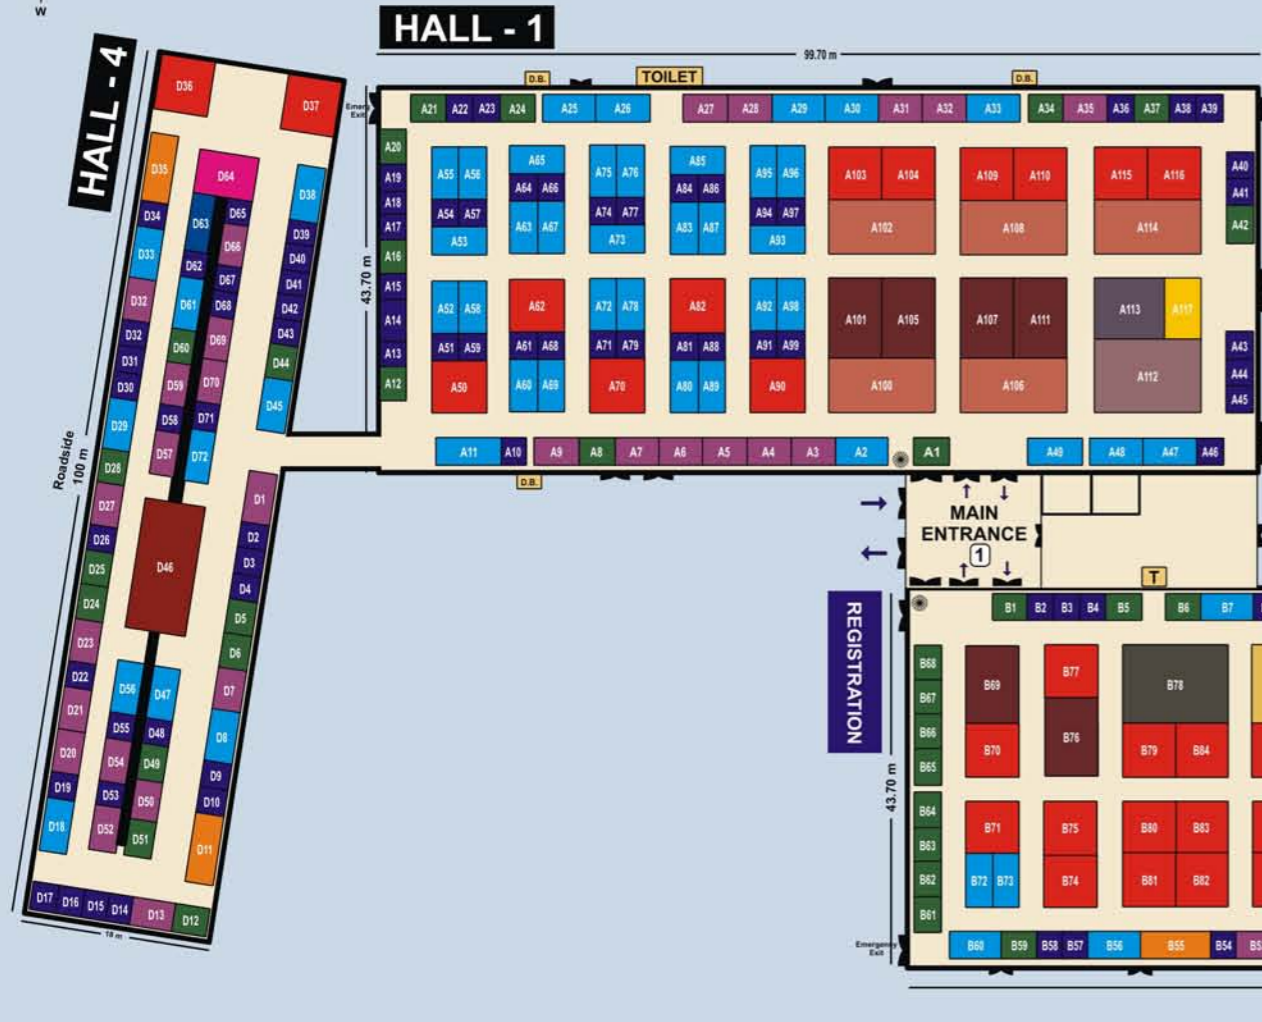 W
HALL - 1
99.70 m
HALL - 4
D.B.
TOILET
D.B.
D36
D37
Emerg
Exit
A21 A22 A23 A24 A25 A26 A27 A28 A29 A30 A31 A32 A33 A34 A35 A36 A37 A38 A39
A20
A19
A18
A17
A16
A15
A14
A13
A12
43.70 m
A55 A56
A54 A57
A53
A65
A64 A66
A63 A67
A75 A76
A74 A77
A73
A85
A84 A86
A83 A87
A95 A96
A94 A97
A93
A103 A104
A102
A109 A110
A108
A115 A116
A114
A40
A41
A42
A52 A58
A51 A59
A50
A62
A61 A68
A60 A69
A72 A78
A71 A79
A70
A82
A81 A88
A80 A89
A92 A98
A91 A99
A90
A101 A105
A100
A107 A111
A106
A113 A117
A112
A43
A44
A45
A11 A10 A9 A8 A7 A6 A5 A4 A3 A2 A1 A49 A48 A47 A46
D.B.
D35
D34
D33
D32
D32
D31
D30
D29
D28
D27
D26
D25
D24
D23
D22
D21
D20
D19
D18
Roadside
100 m
D64
D63 D65
D66
D62 D67
D61 D68
D60 D69
D59 D70
D58 D71
D57 D72
D38
D39
D40
D41
D42
D43
D44
D45
D46
D1
D2
D3
D4
D5
D6
D7
D8
D9
D10
D11
D56 D47
D55 D48
D54 D49
D53 D50
D52 D51
D17 D16 D15 D14 D13 D12
18 m
MAIN
ENTRANCE
1
T
REGISTRATION
43.70 m
B1 B2 B3 B4 B5 B6 B7
B68
B67
B66
B65
B64
B63
B62
B61
B69
B70
B77
B76
B78
B79 B84
B71
B72 B73
B75
B74
B80 B83
B81 B82
Emergency
Exit
B60 B59 B58 B57 B56 B55 B54